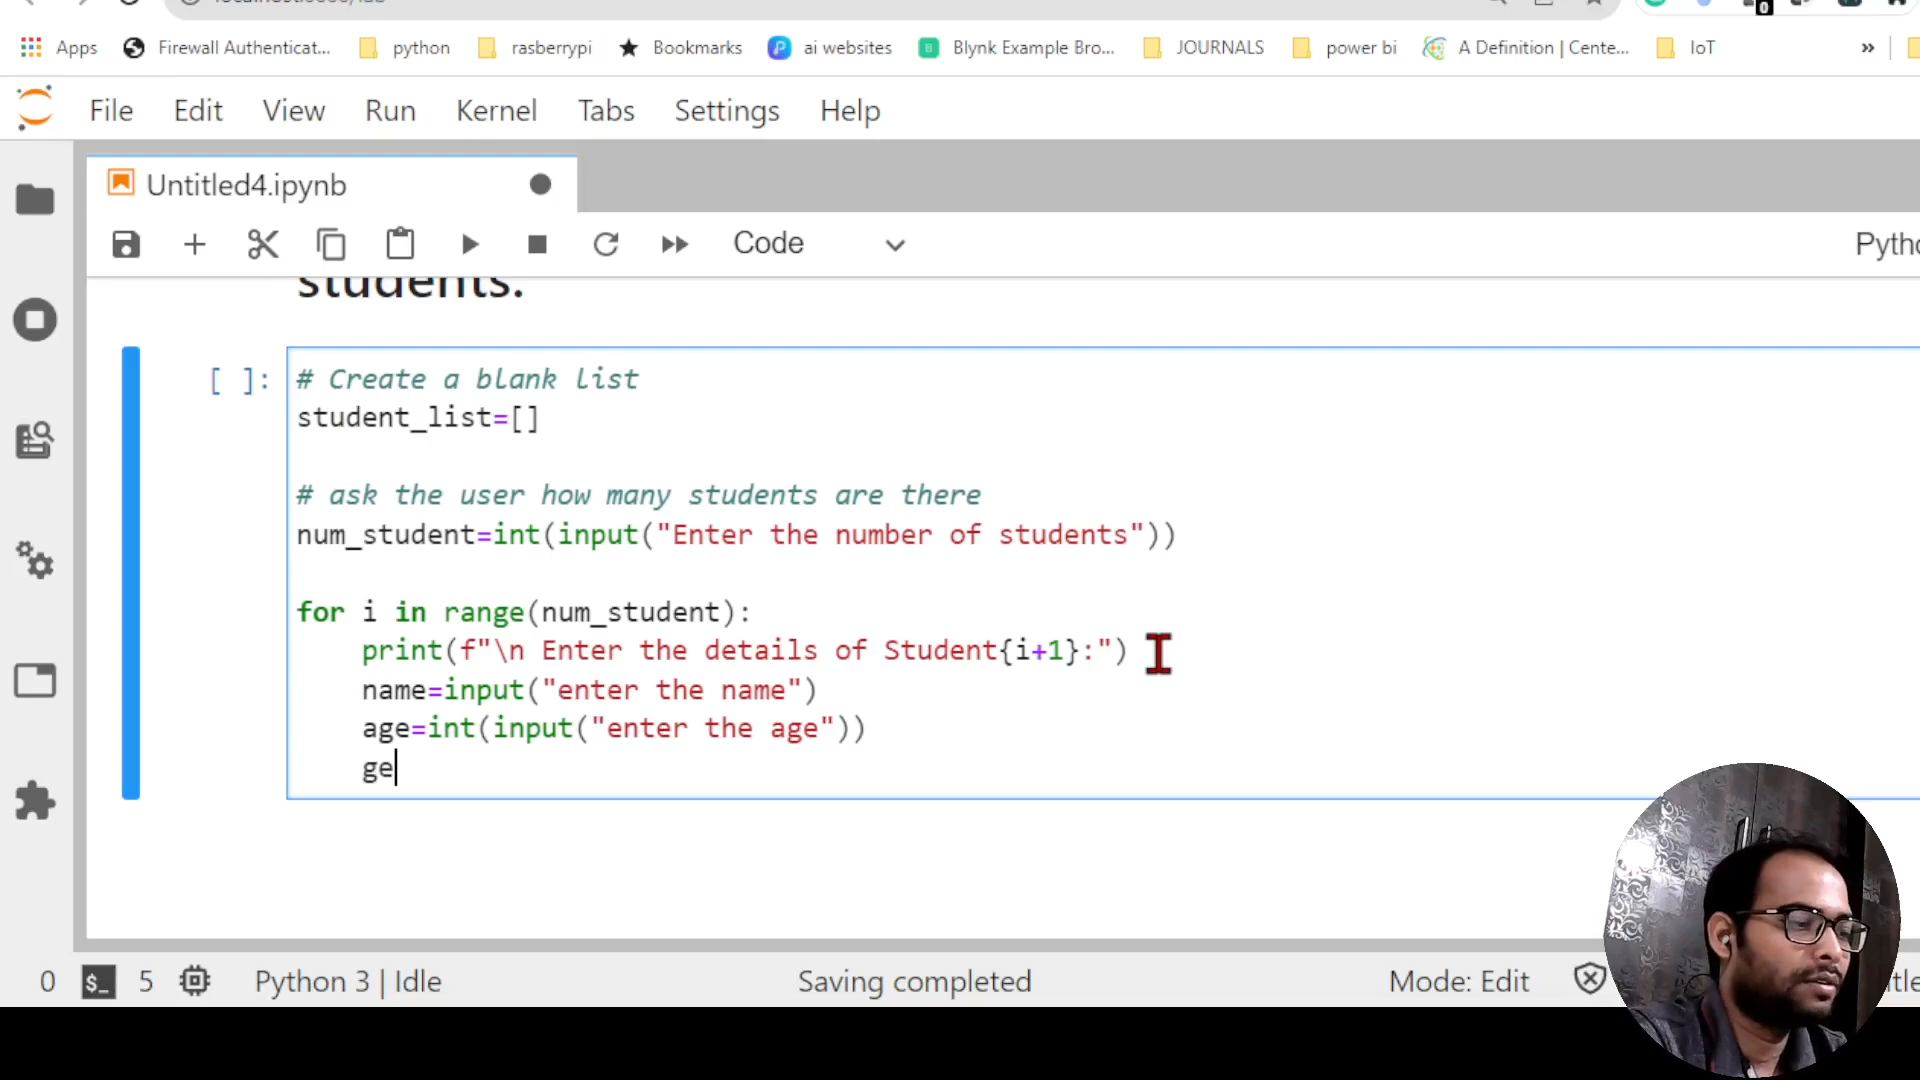 Apps Firewall Authenticat... python rasberrypi Bookmarks ai websites Blynk Example Bro... JOURNALS power bi A Definition | Cente... IoT »
File Edit View Run Kernel Tabs Settings Help
Untitled4.ipynb
Code
students.
[ ]: # Create a blank list
student_list=[]
# ask the user how many students are there
num_student=int(input("Enter the number of students"))
for i in range(num_student):
print(f"\n Enter the details of Student{i+1}:")
name=input("enter the name")
age=int(input("enter the age"))
ge
0 $_ 5 Python 3 | Idle Saving completed Mode: Edit